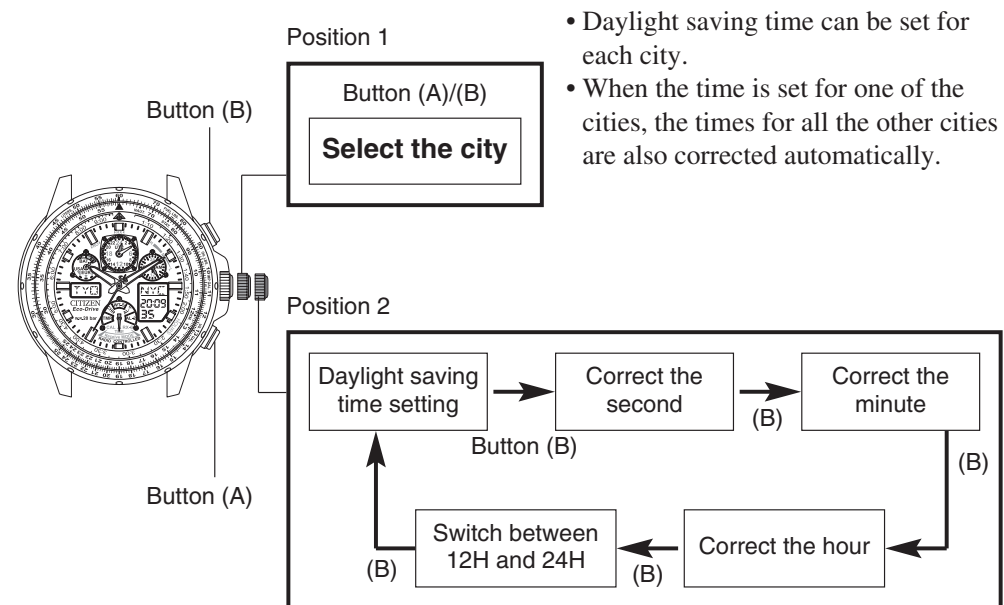 Position 1
Button (A)/(B)
Select the city
• Daylight saving time can be set for
each city.
• When the time is set for one of the
cities, the times for all the other cities
are also corrected automatically.
Button (B)
TYO
NYC
CITIZEN
Eco-Drive
20:09
35
Button (A)
Position 2
Daylight saving
time setting
Button (B)
Correct the
second
(B)
Correct the
minute
(B)
Correct the hour
(B)
Switch between
12H and 24H
(B)